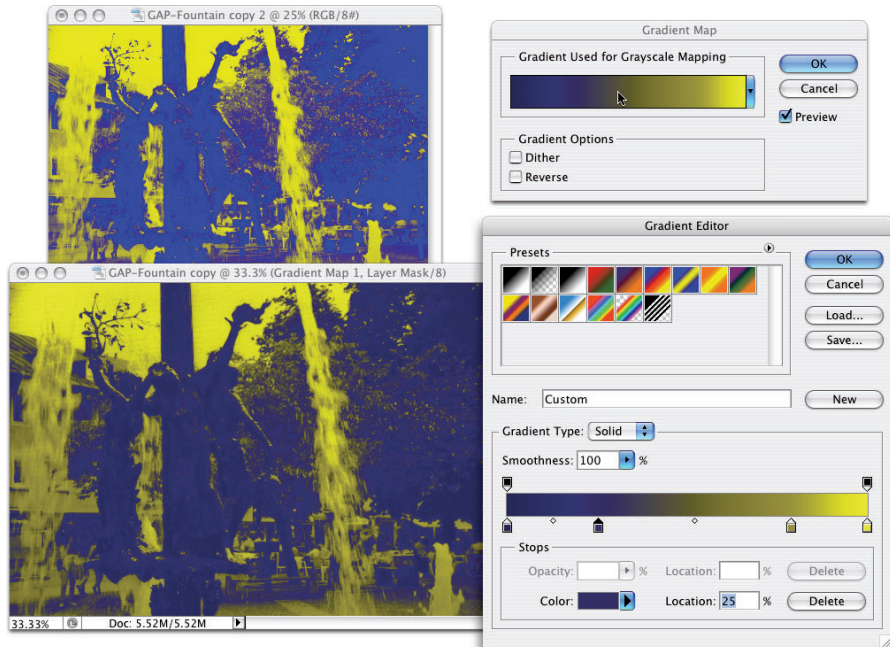 GAP-Fountain copy 2 @ 25% (RGB/8#)
GAP-Fountain copy @ 33.3% (Gradient Map 1, Layer Mask/8)
33.33%
Doc: 5.52M/5.52M
Gradient Map
Gradient Used for Grayscale Mapping
OK
Cancel
Preview
Gradient Options
Dither
Reverse
Gradient Editor
Presets
OK
Cancel
Load...
Save...
Name: Custom
New
Gradient Type: Solid
Smoothness: 100 %
Stops
Opacity: % Location: % Delete
Color: Location: 25 % Delete